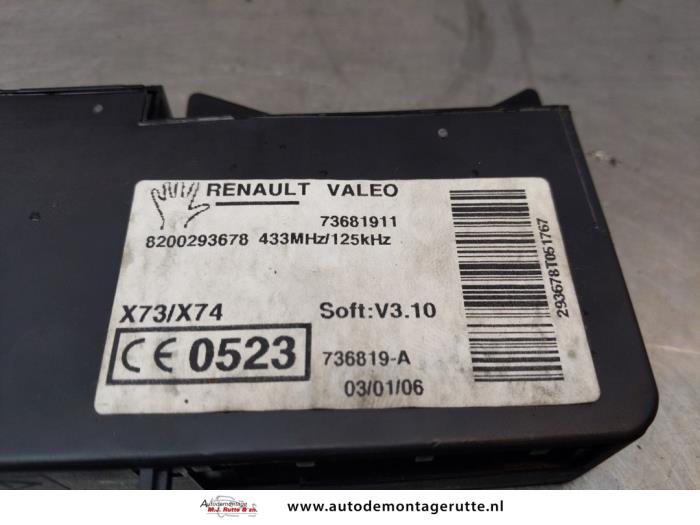 RENAULT VALEO
73681911
8200293678 433MHz/125kHz
X73/X74 Soft:V3.10
CE 0523
736819-A
03/01/06
293678T051767
Autodemontage
M.J. Rutte & zn.
www.autodemontagerutte.nl